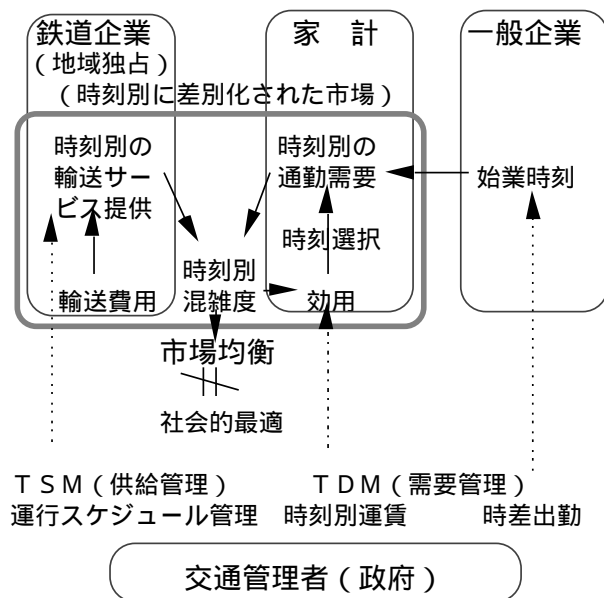 鉄道企業
(地域独占)
家　計
一般企業
(時刻別に差別化された市場)
時刻別の
輸送サー
ビス提供
時刻別の
通勤需要
始業時刻
時刻選択
時刻別
混雑度
輸送費用
効用
市場均衡
社会的最適
ＴＳＭ(供給管理)
運行スケジュール管理
ＴＤＭ(需要管理)
時刻別運賃
時差出勤
交通管理者(政府)